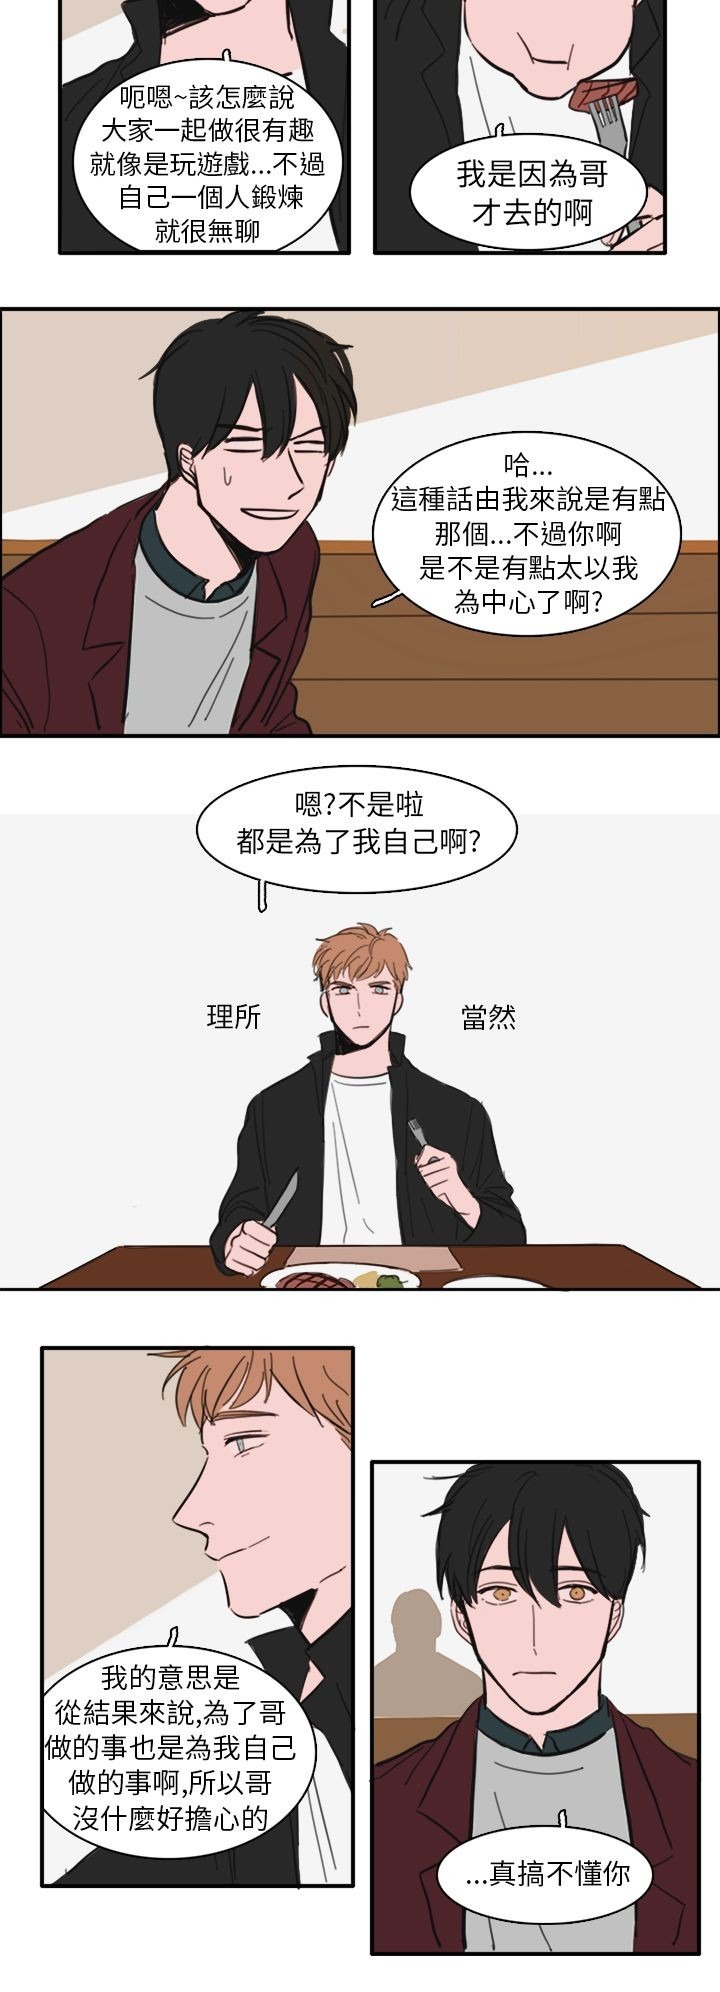 呃嗯~該怎麼說
大家一起做很有趣
就像是玩遊戲...不過
自己一個人鍛煉
就很無聊
我是因為哥
才去的啊
哈...
這種話由我來說是有點
那個...不過你啊
是不是有點太以我
為中心了啊?
嗯?不是啦
都是為了我自己啊?
理所 當然
我的意思是
從結果來說,為了哥
做的事也是為我自己
做的事啊,所以哥
沒什麼好擔心的
...真搞不懂你